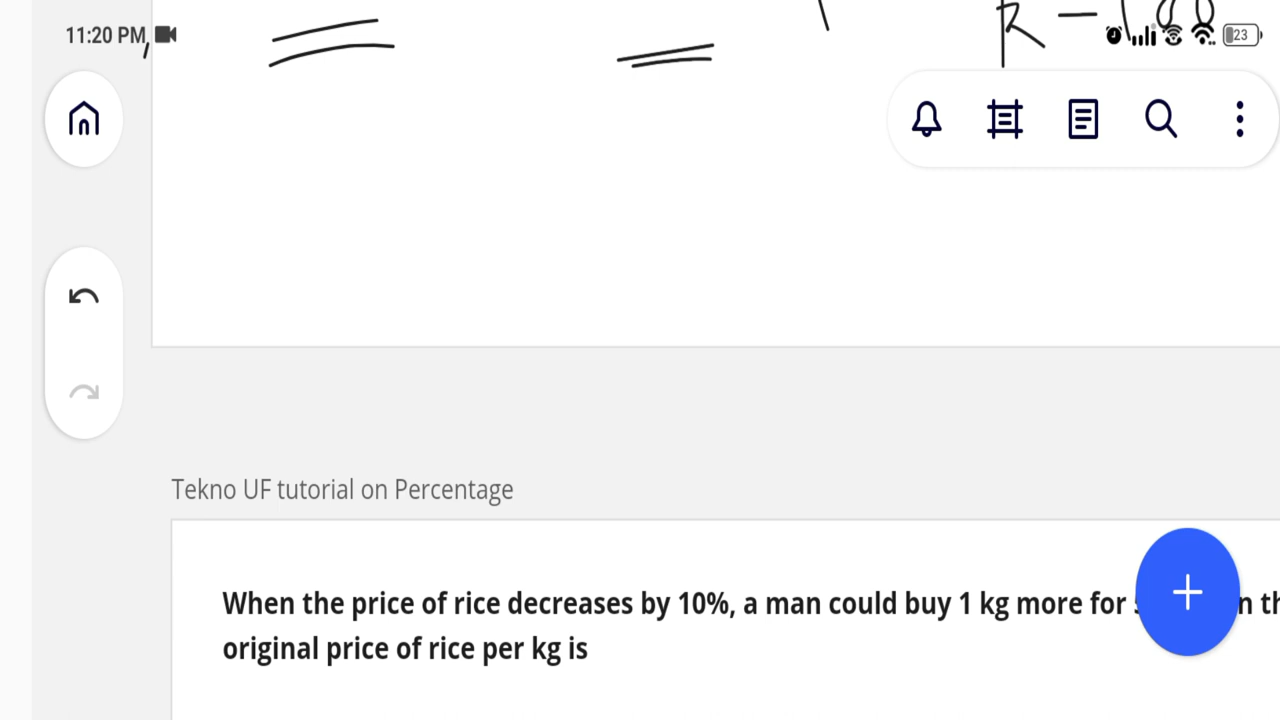 11:20 PM
R -
23
Tekno UF tutorial on Percentage
When the price of rice decreases by 10%, a man could buy 1 kg more for
original price of rice per kg is